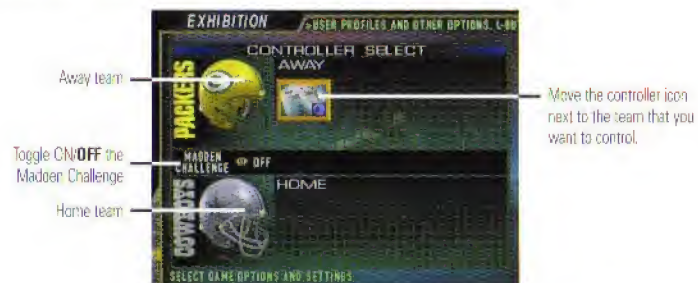 EXHIBITION
USER PROFILES AND OTHER OPTIONS.
CONTROLLER SELECT
PACKERS
AWAY
Away team
Move the controller icon
next to the team that you
want to control.
Toggle ON/OFF the
Madden Challenge
MADDEN
CHALLENGE
OFF
Home team
COWBOYS
HOME
SELECT GAME OPTIONS AND SETTINGS